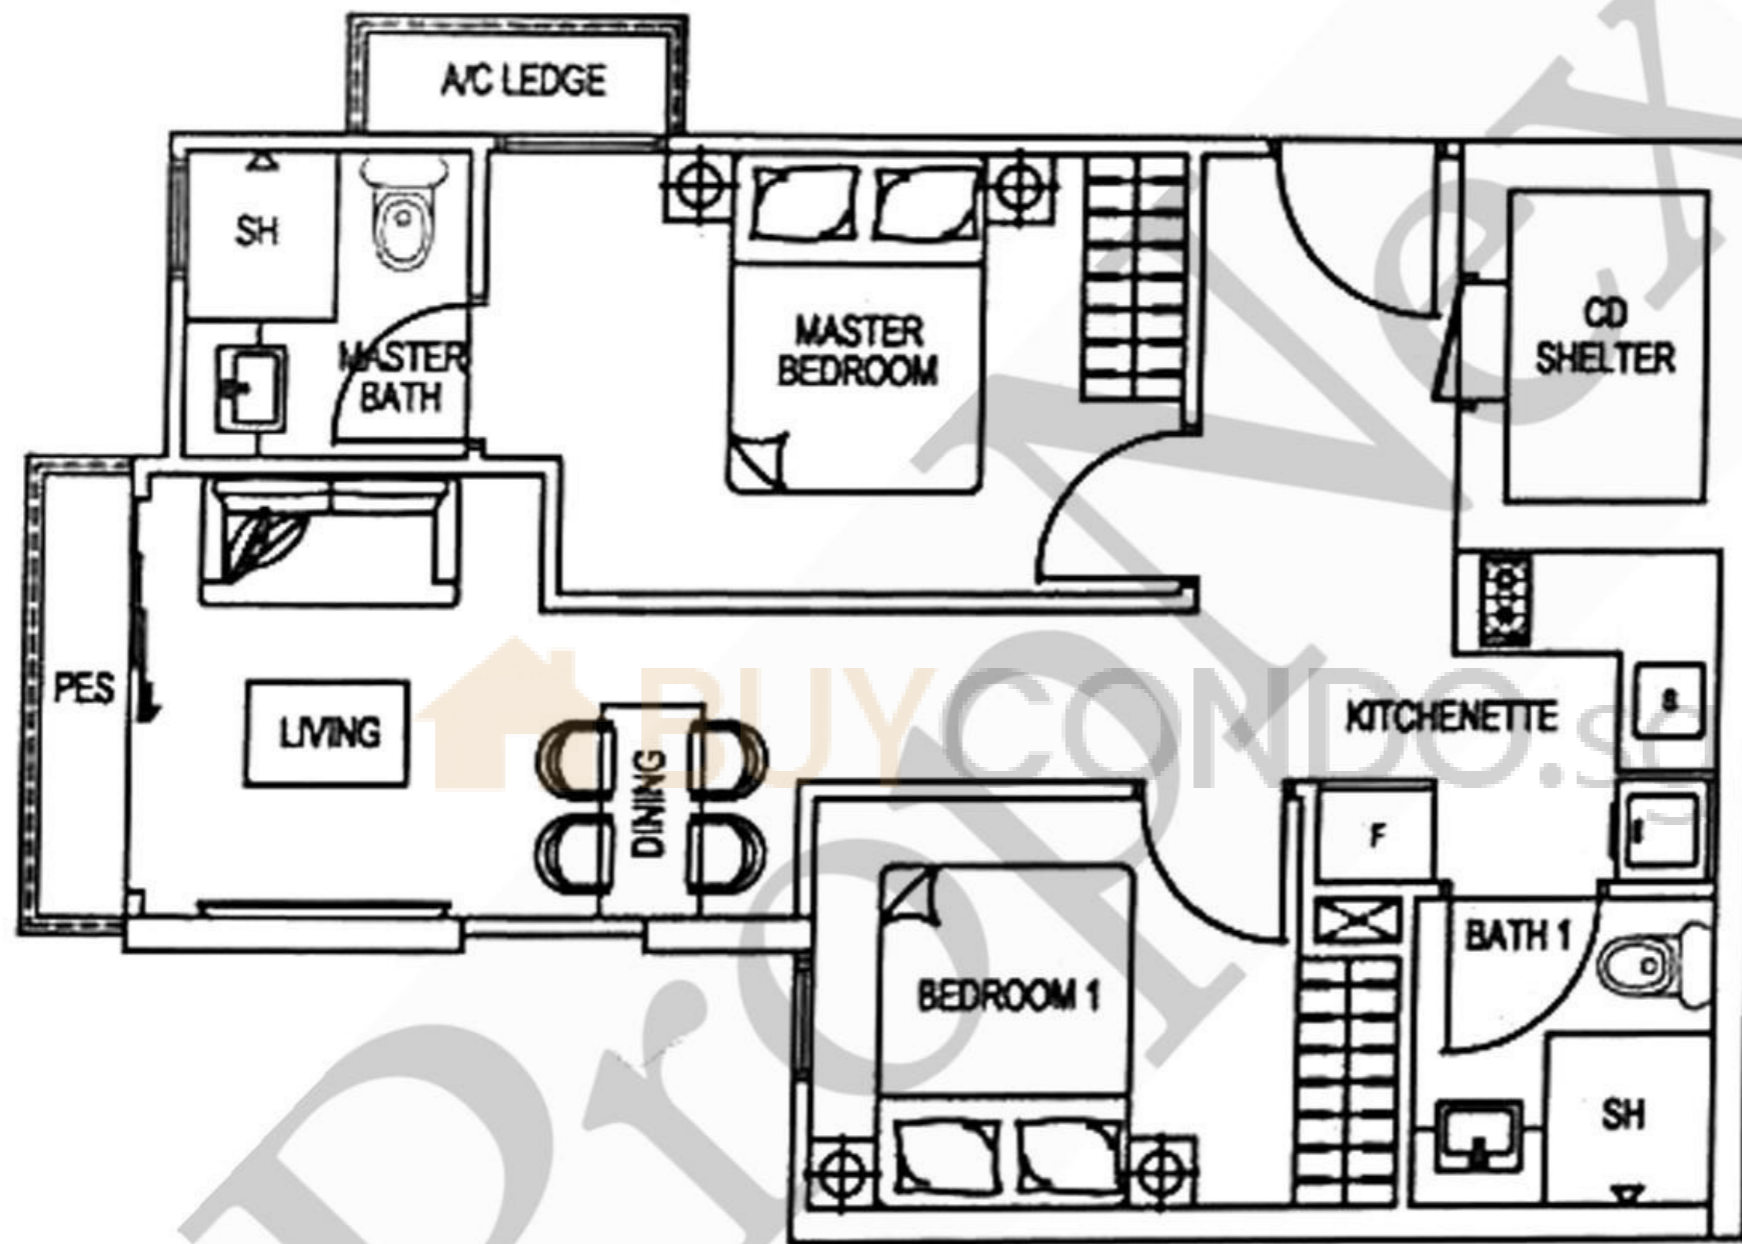 A/C LEDGE
SH
MASTER
BATH
MASTER
BEDROOM
CD
SHELTER
PES
LIVING
DINING
KITCHENETTE
S
F
BEDROOM 1
BATH 1
SH
BUYCONDO.sg
PropNex